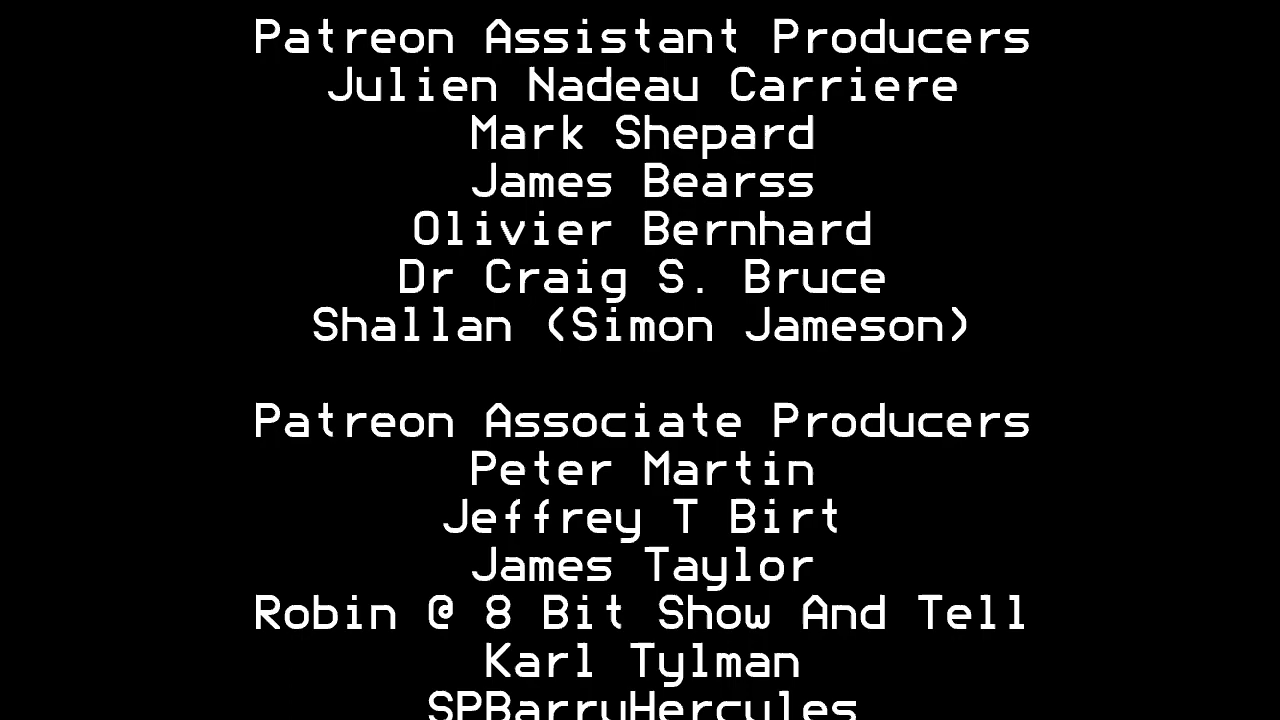 Patreon Assistant Producers
Julien Nadeau Carriere
Mark Shepard
James Bearss
Olivier Bernhard
Dr Craig S. Bruce
Shallan (Simon Jameson)
Patreon Associate Producers
Peter Martin
Jeffrey T Birt
James Taylor
Robin @ 8 Bit Show And Tell
Karl Tylman
SPBarryHercules